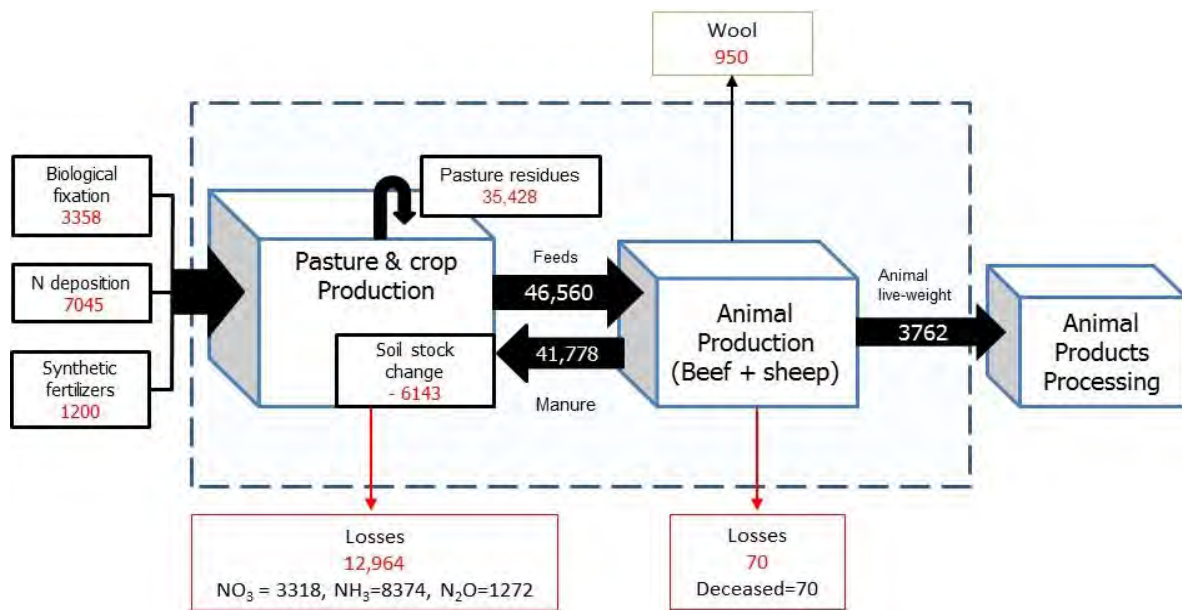 Wool
950
Biological
fixation
3358
N deposition
7045
Synthetic
fertilizers
1200
Pasture residues
35,428
Pasture & crop
Production
Soil stock
change
- 6143
Feeds
46,560
41,778
Manure
Animal
Production
(Beef + sheep)
Animal
live-weight
3762
Animal
Products
Processing
Losses
12,964
NO₃ = 3318, NH₃=8374, N₂O=1272
Losses
70
Deceased=70